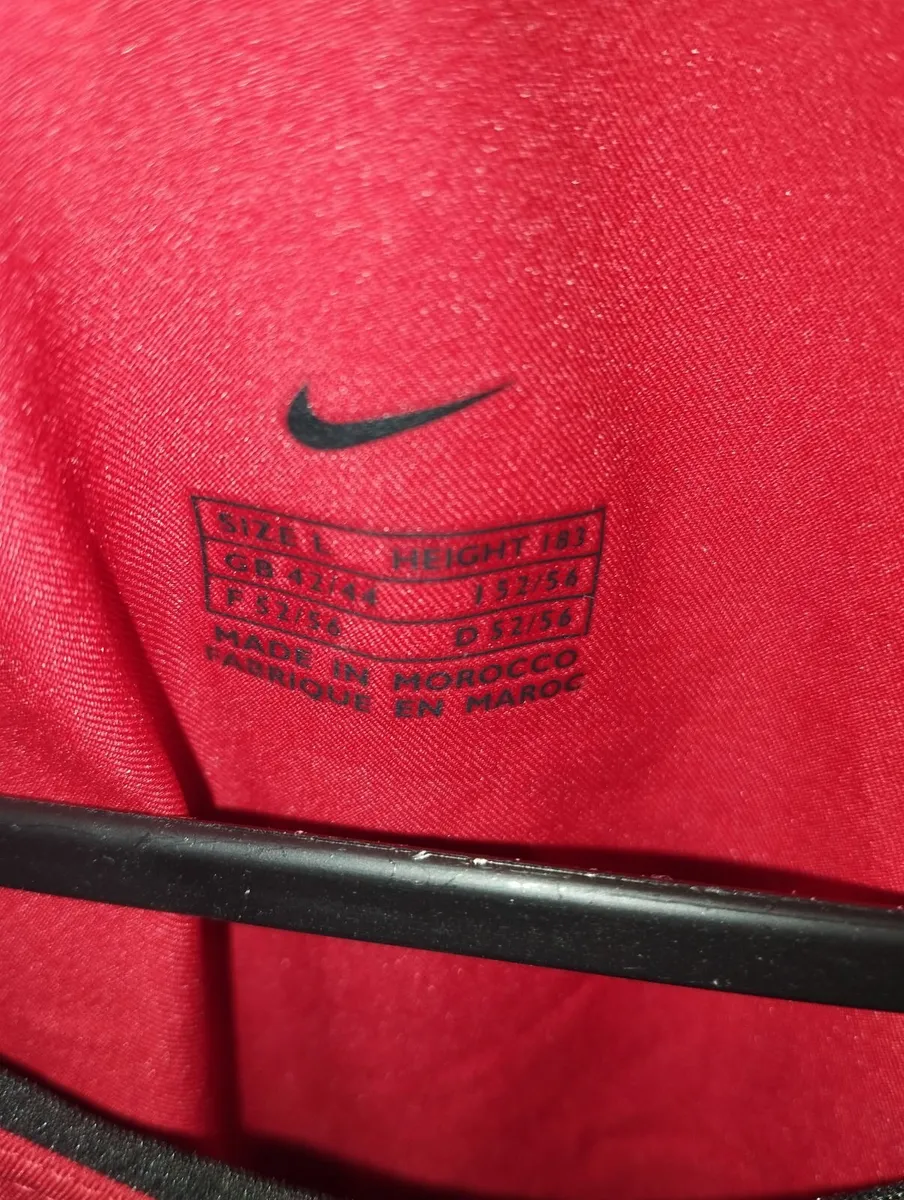 SIZE L HEIGHT 183
GB 42/44 I 52/56
F 52/56 D 52/56
MADE IN MOROCCO
FABRIQUE EN MAROC